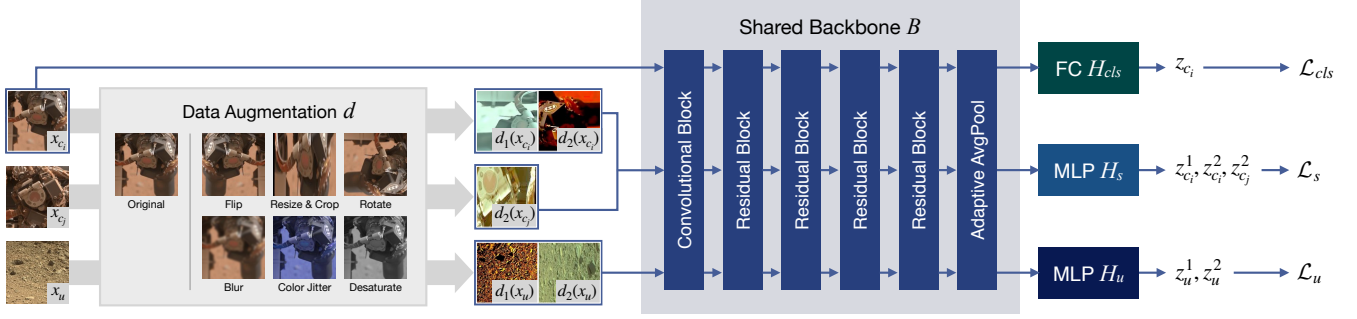 Shared Backbone B
Data Augmentation d
x_{c_i}
x_{c_j}
x_u
Original
Flip
Resize & Crop
Rotate
Blur
Color Jitter
Desaturate
d_1(x_{c_i})
d_2(x_{c_i})
d_2(x_{c_j})
d_1(x_u)
d_2(x_u)
Convolutional Block
Residual Block
Residual Block
Residual Block
Residual Block
Adaptive AvgPool
FC H_{cls}
z_{c_i}
ℒ_{cls}
MLP H_s
z^1_{c_i}, z^2_{c_i}, z^2_{c_j}
ℒ_s
MLP H_u
z^1_u, z^2_u
ℒ_u